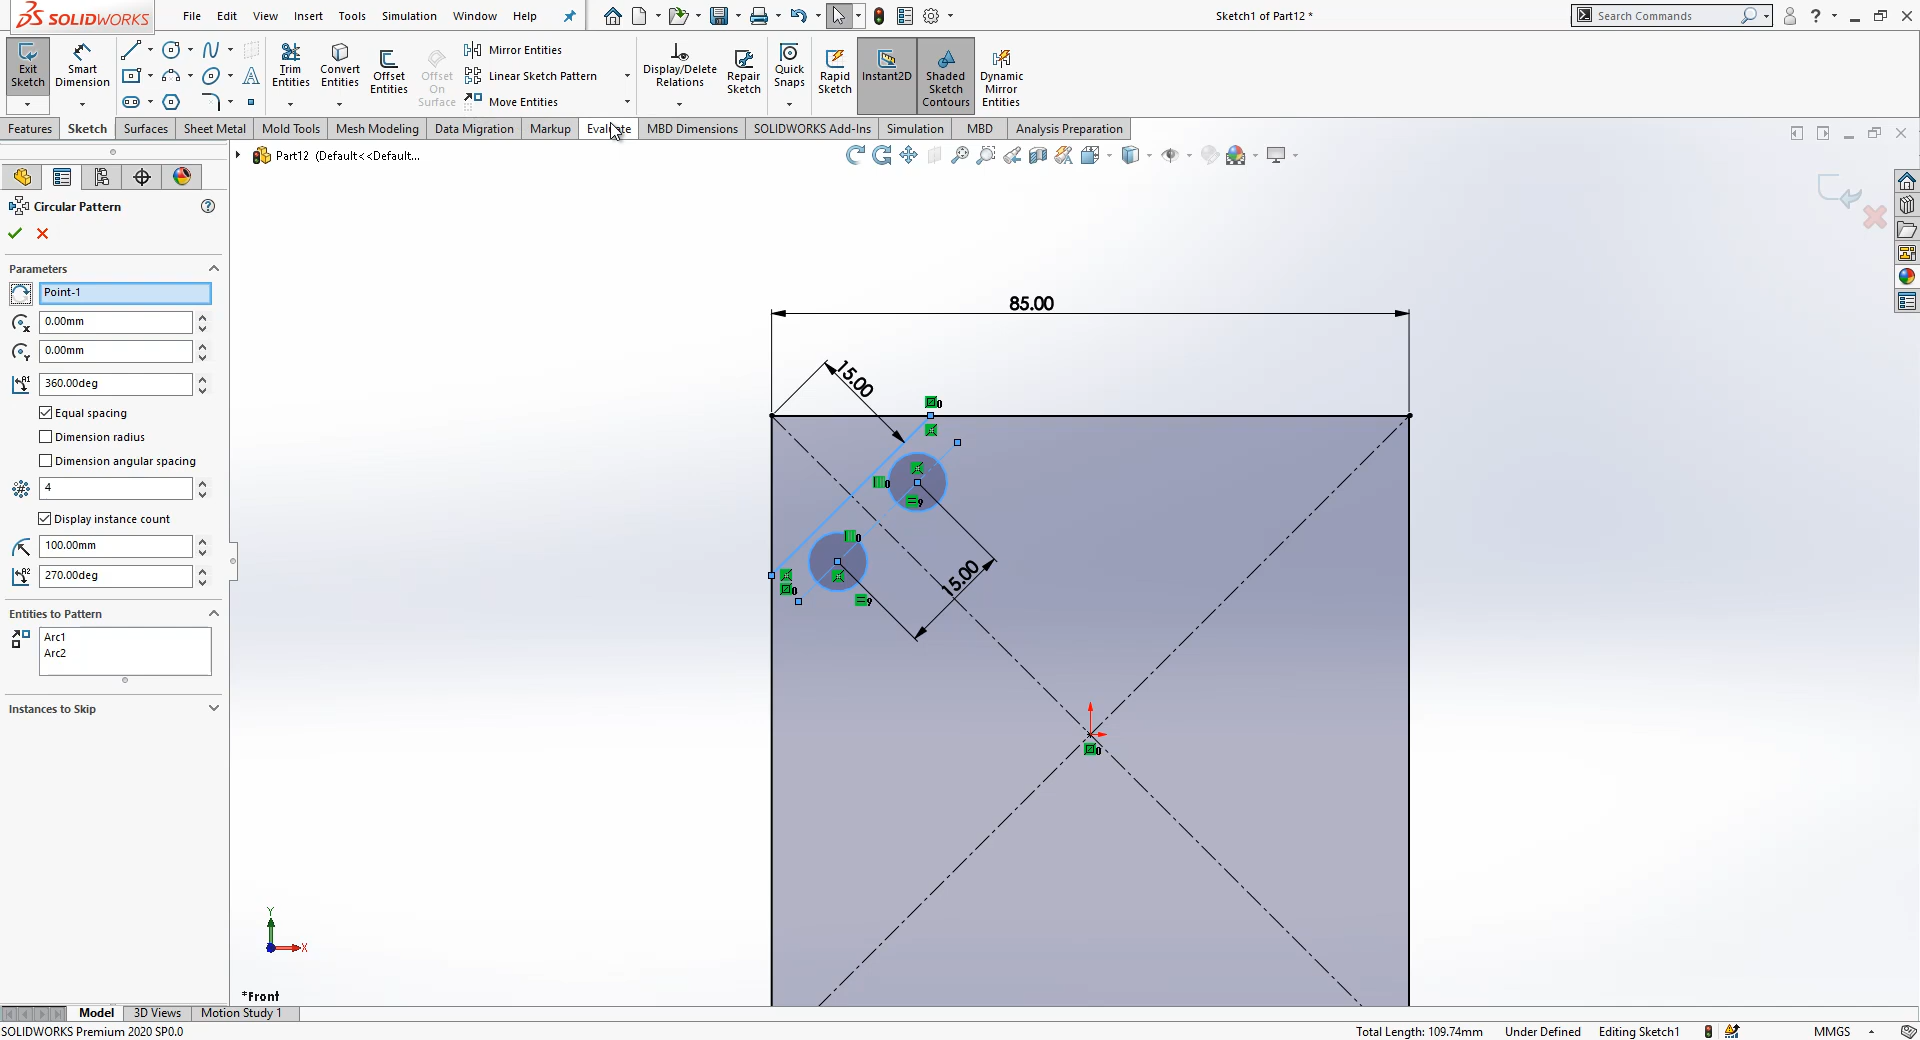 SOLIDWORKS
File Edit View Insert Tools Simulation Window Help
Sketch1 of Part12 *
Search Commands
Exit Sketch
Smart Dimension
Trim Entities
Convert Entities
Offset Entities
Offset On Surface
Mirror Entities
Linear Sketch Pattern
Move Entities
Display/Delete Relations
Repair Sketch
Quick Snaps
Rapid Sketch
Instant2D
Shaded Sketch Contours
Dynamic Mirror Entities
Features Sketch Surfaces Sheet Metal Mold Tools Mesh Modeling Data Migration Markup Evaluate MBD Dimensions SOLIDWORKS Add-Ins Simulation MBD Analysis Preparation
Part12 (Default<<Default...
Circular Pattern
Parameters
Point-1
0.00mm
0.00mm
360.00deg
Equal spacing
Dimension radius
Dimension angular spacing
4
Display instance count
100.00mm
270.00deg
Entities to Pattern
Arc1
Arc2
Instances to Skip
85.00
15.00
15.00
Y
X
*Front
Model 3D Views Motion Study 1
SOLIDWORKS Premium 2020 SP0.0
Total Length: 109.74mm Under Defined Editing Sketch1 MMGS